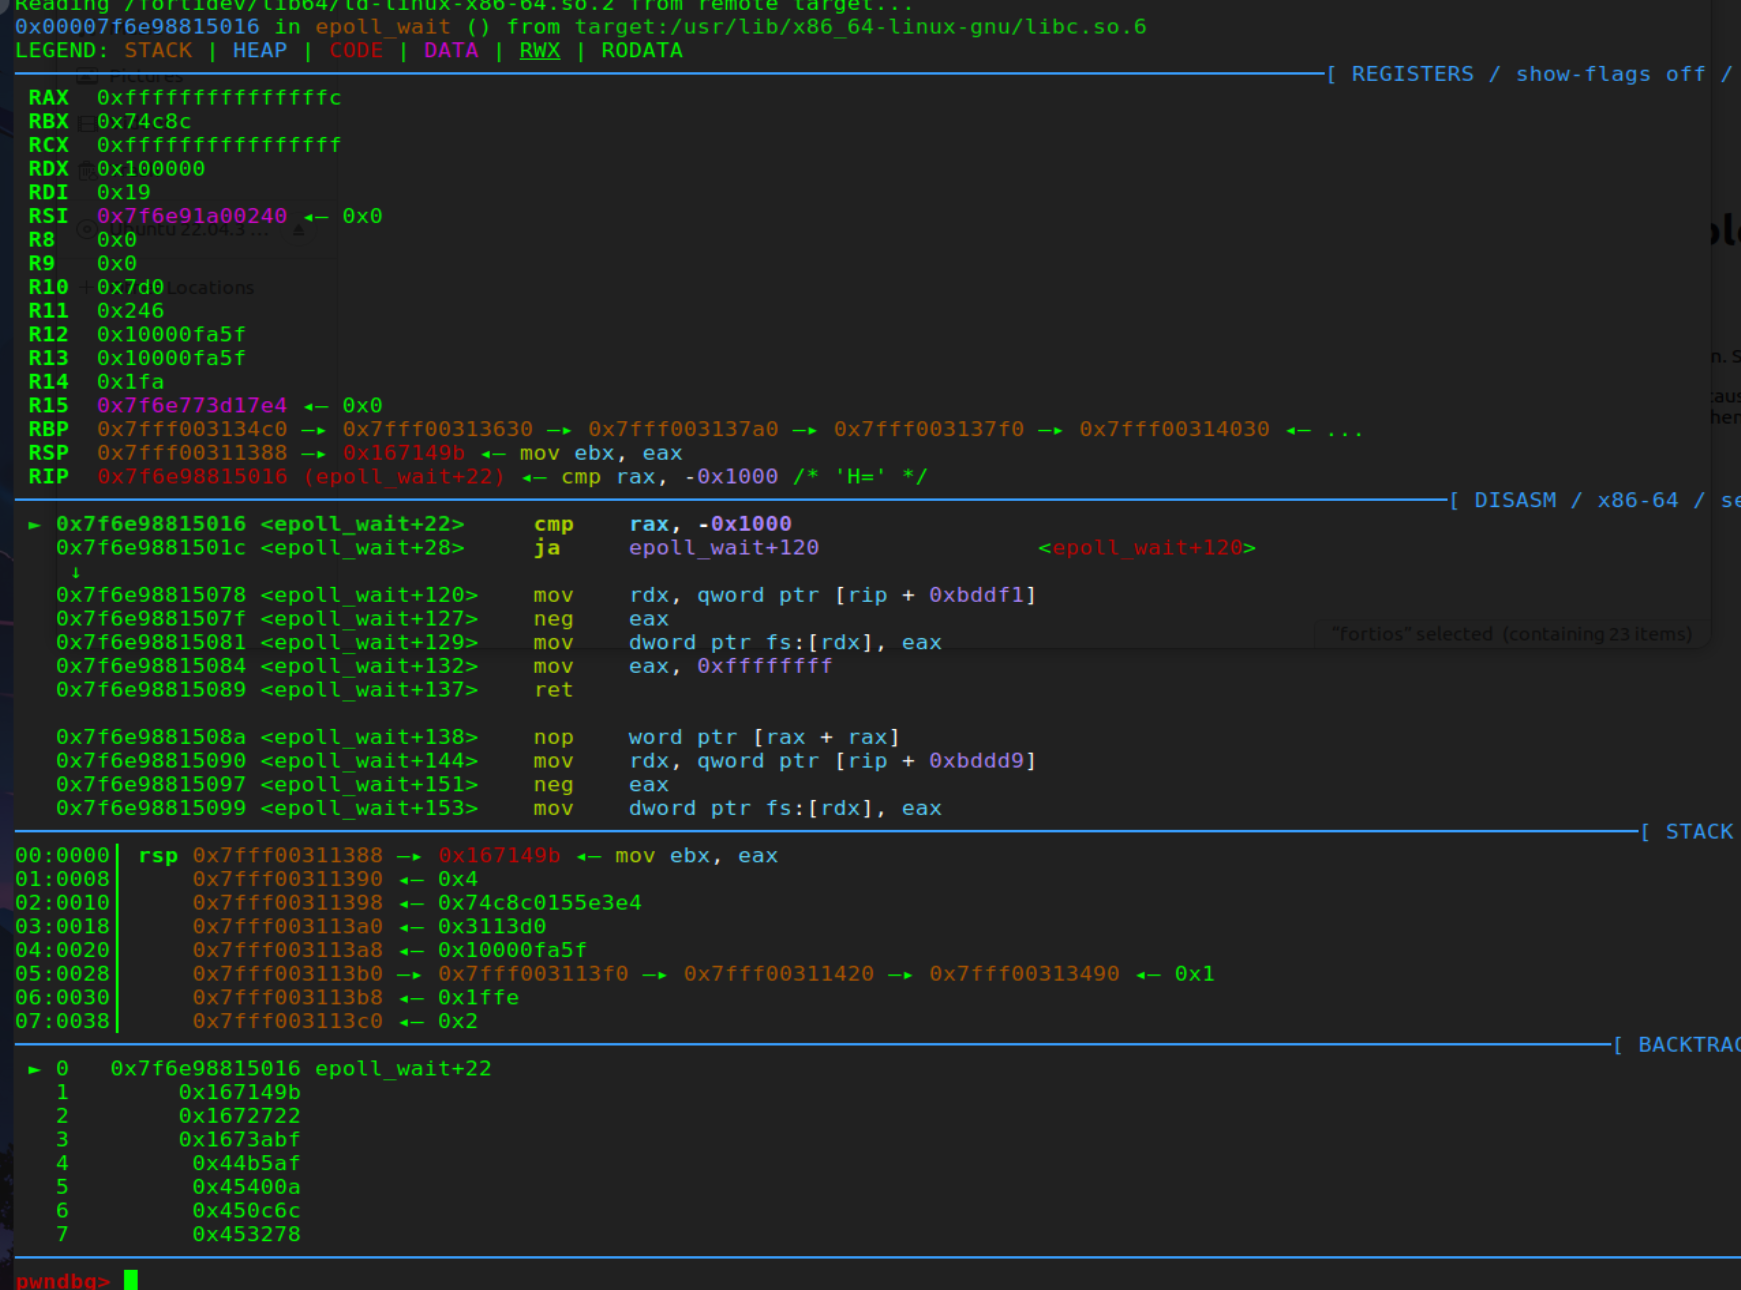 Reading /fortidev/lib64/ld-linux-x86-64.so.2 from remote target...
0x00007f6e98815016 in epoll_wait () from target:/usr/lib/x86_64-linux-gnu/libc.so.6
LEGEND: STACK | HEAP | CODE | DATA | RWX | RODATA
Pictures
[ REGISTERS / show-flags off /
RAX 0xfffffffffffffffc
RBX 0x74c8c
RCX 0xffffffffffffffff
RDX 0x100000
RDI 0x19
RSI 0x7f6e91a00240 ◂— 0x0
Ubuntu 22.04.3 ...
R8 0x0
R9 0x0
R10 0x7d0
Locations
R11 0x246
R12 0x10000fa5f
R13 0x10000fa5f
R14 0x1fa
R15 0x7f6e773d17e4 ◂— 0x0
RBP 0x7fff003134c0 —▸ 0x7fff00313630 —▸ 0x7fff003137a0 —▸ 0x7fff003137f0 —▸ 0x7fff00314030 ◂— ...
RSP 0x7fff00311388 —▸ 0x167149b ◂— mov ebx, eax
RIP 0x7f6e98815016 (epoll_wait+22) ◂— cmp rax, -0x1000 /* 'H=' */
[ DISASM / x86-64 / se
► 0x7f6e98815016 <epoll_wait+22> cmp rax, -0x1000
0x7f6e9881501c <epoll_wait+28> ja epoll_wait+120 <epoll_wait+120>
↓
0x7f6e98815078 <epoll_wait+120> mov rdx, qword ptr [rip + 0xbddf1]
0x7f6e9881507f <epoll_wait+127> neg eax
0x7f6e98815081 <epoll_wait+129> mov dword ptr fs:[rdx], eax
"fortios" selected (containing 23 items)
0x7f6e98815084 <epoll_wait+132> mov eax, 0xffffffff
0x7f6e98815089 <epoll_wait+137> ret
0x7f6e9881508a <epoll_wait+138> nop word ptr [rax + rax]
0x7f6e98815090 <epoll_wait+144> mov rdx, qword ptr [rip + 0xbddd9]
0x7f6e98815097 <epoll_wait+151> neg eax
0x7f6e98815099 <epoll_wait+153> mov dword ptr fs:[rdx], eax
[ STACK
00:0000│ rsp 0x7fff00311388 —▸ 0x167149b ◂— mov ebx, eax
01:0008│ 0x7fff00311390 ◂— 0x4
02:0010│ 0x7fff00311398 ◂— 0x74c8c0155e3e4
03:0018│ 0x7fff003113a0 ◂— 0x3113d0
04:0020│ 0x7fff003113a8 ◂— 0x10000fa5f
05:0028│ 0x7fff003113b0 —▸ 0x7fff003113f0 —▸ 0x7fff00311420 —▸ 0x7fff00313490 ◂— 0x1
06:0030│ 0x7fff003113b8 ◂— 0x1ffe
07:0038│ 0x7fff003113c0 ◂— 0x2
[ BACKTRAC
► 0 0x7f6e98815016 epoll_wait+22
1 0x167149b
2 0x1672722
3 0x1673abf
4 0x44b5af
5 0x45400a
6 0x450c6c
7 0x453278
pwndbg>